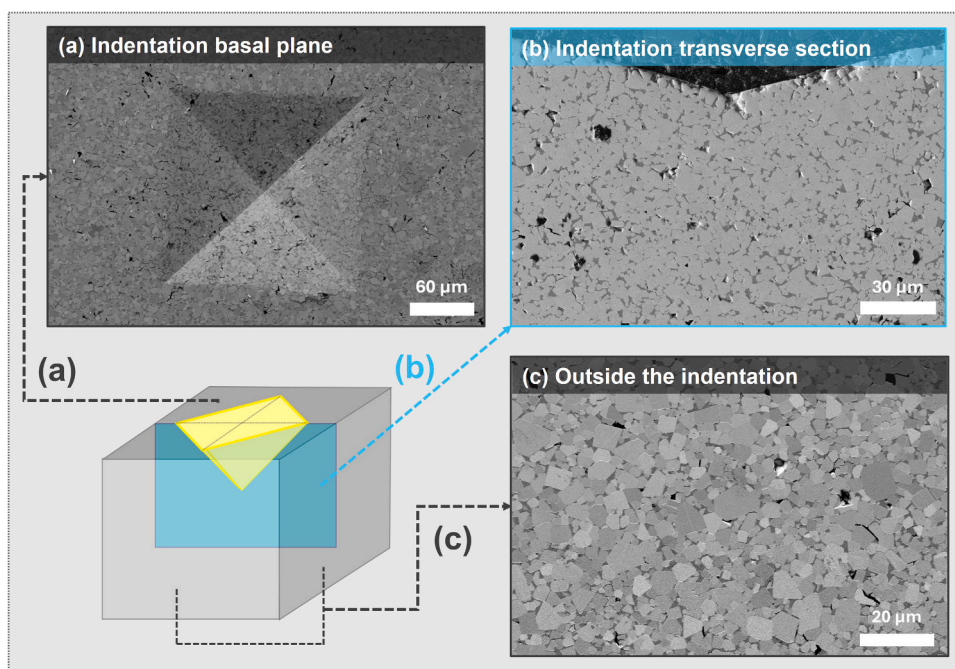 (a) Indentation basal plane
60 µm
(b) Indentation transverse section
30 µm
(a)
(b)
(c)
(c) Outside the indentation
20 µm